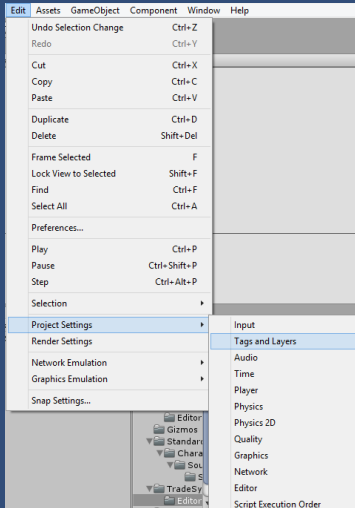 Edit Assets GameObject Component Window Help
Undo Selection Change Ctrl+Z
Redo Ctrl+Y
Cut Ctrl+X
Copy Ctrl+C
Paste Ctrl+V
Duplicate Ctrl+D
Delete Shift+Del
Frame Selected F
Lock View to Selected Shift+F
Find Ctrl+F
Select All Ctrl+A
Preferences...
Play Ctrl+P
Pause Ctrl+Shift+P
Step Ctrl+Alt+P
Selection
Project Settings
Render Settings
Network Emulation
Graphics Emulation
Snap Settings...
Input
Tags and Layers
Audio
Time
Player
Physics
Physics 2D
Quality
Graphics
Network
Editor
Script Execution Order
Editor
Gizmos
Standar
Chara
Sou
S
TradeSy
Editor